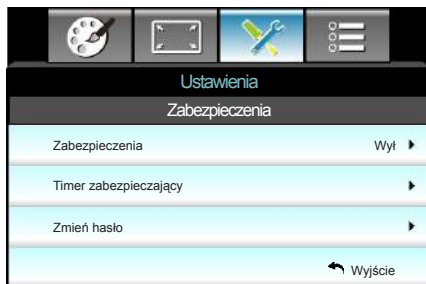 Ustawienia
Zabezpieczenia
Zabezpieczenia Wył
Timer zabezpieczający
Zmień hasło
Wyjście